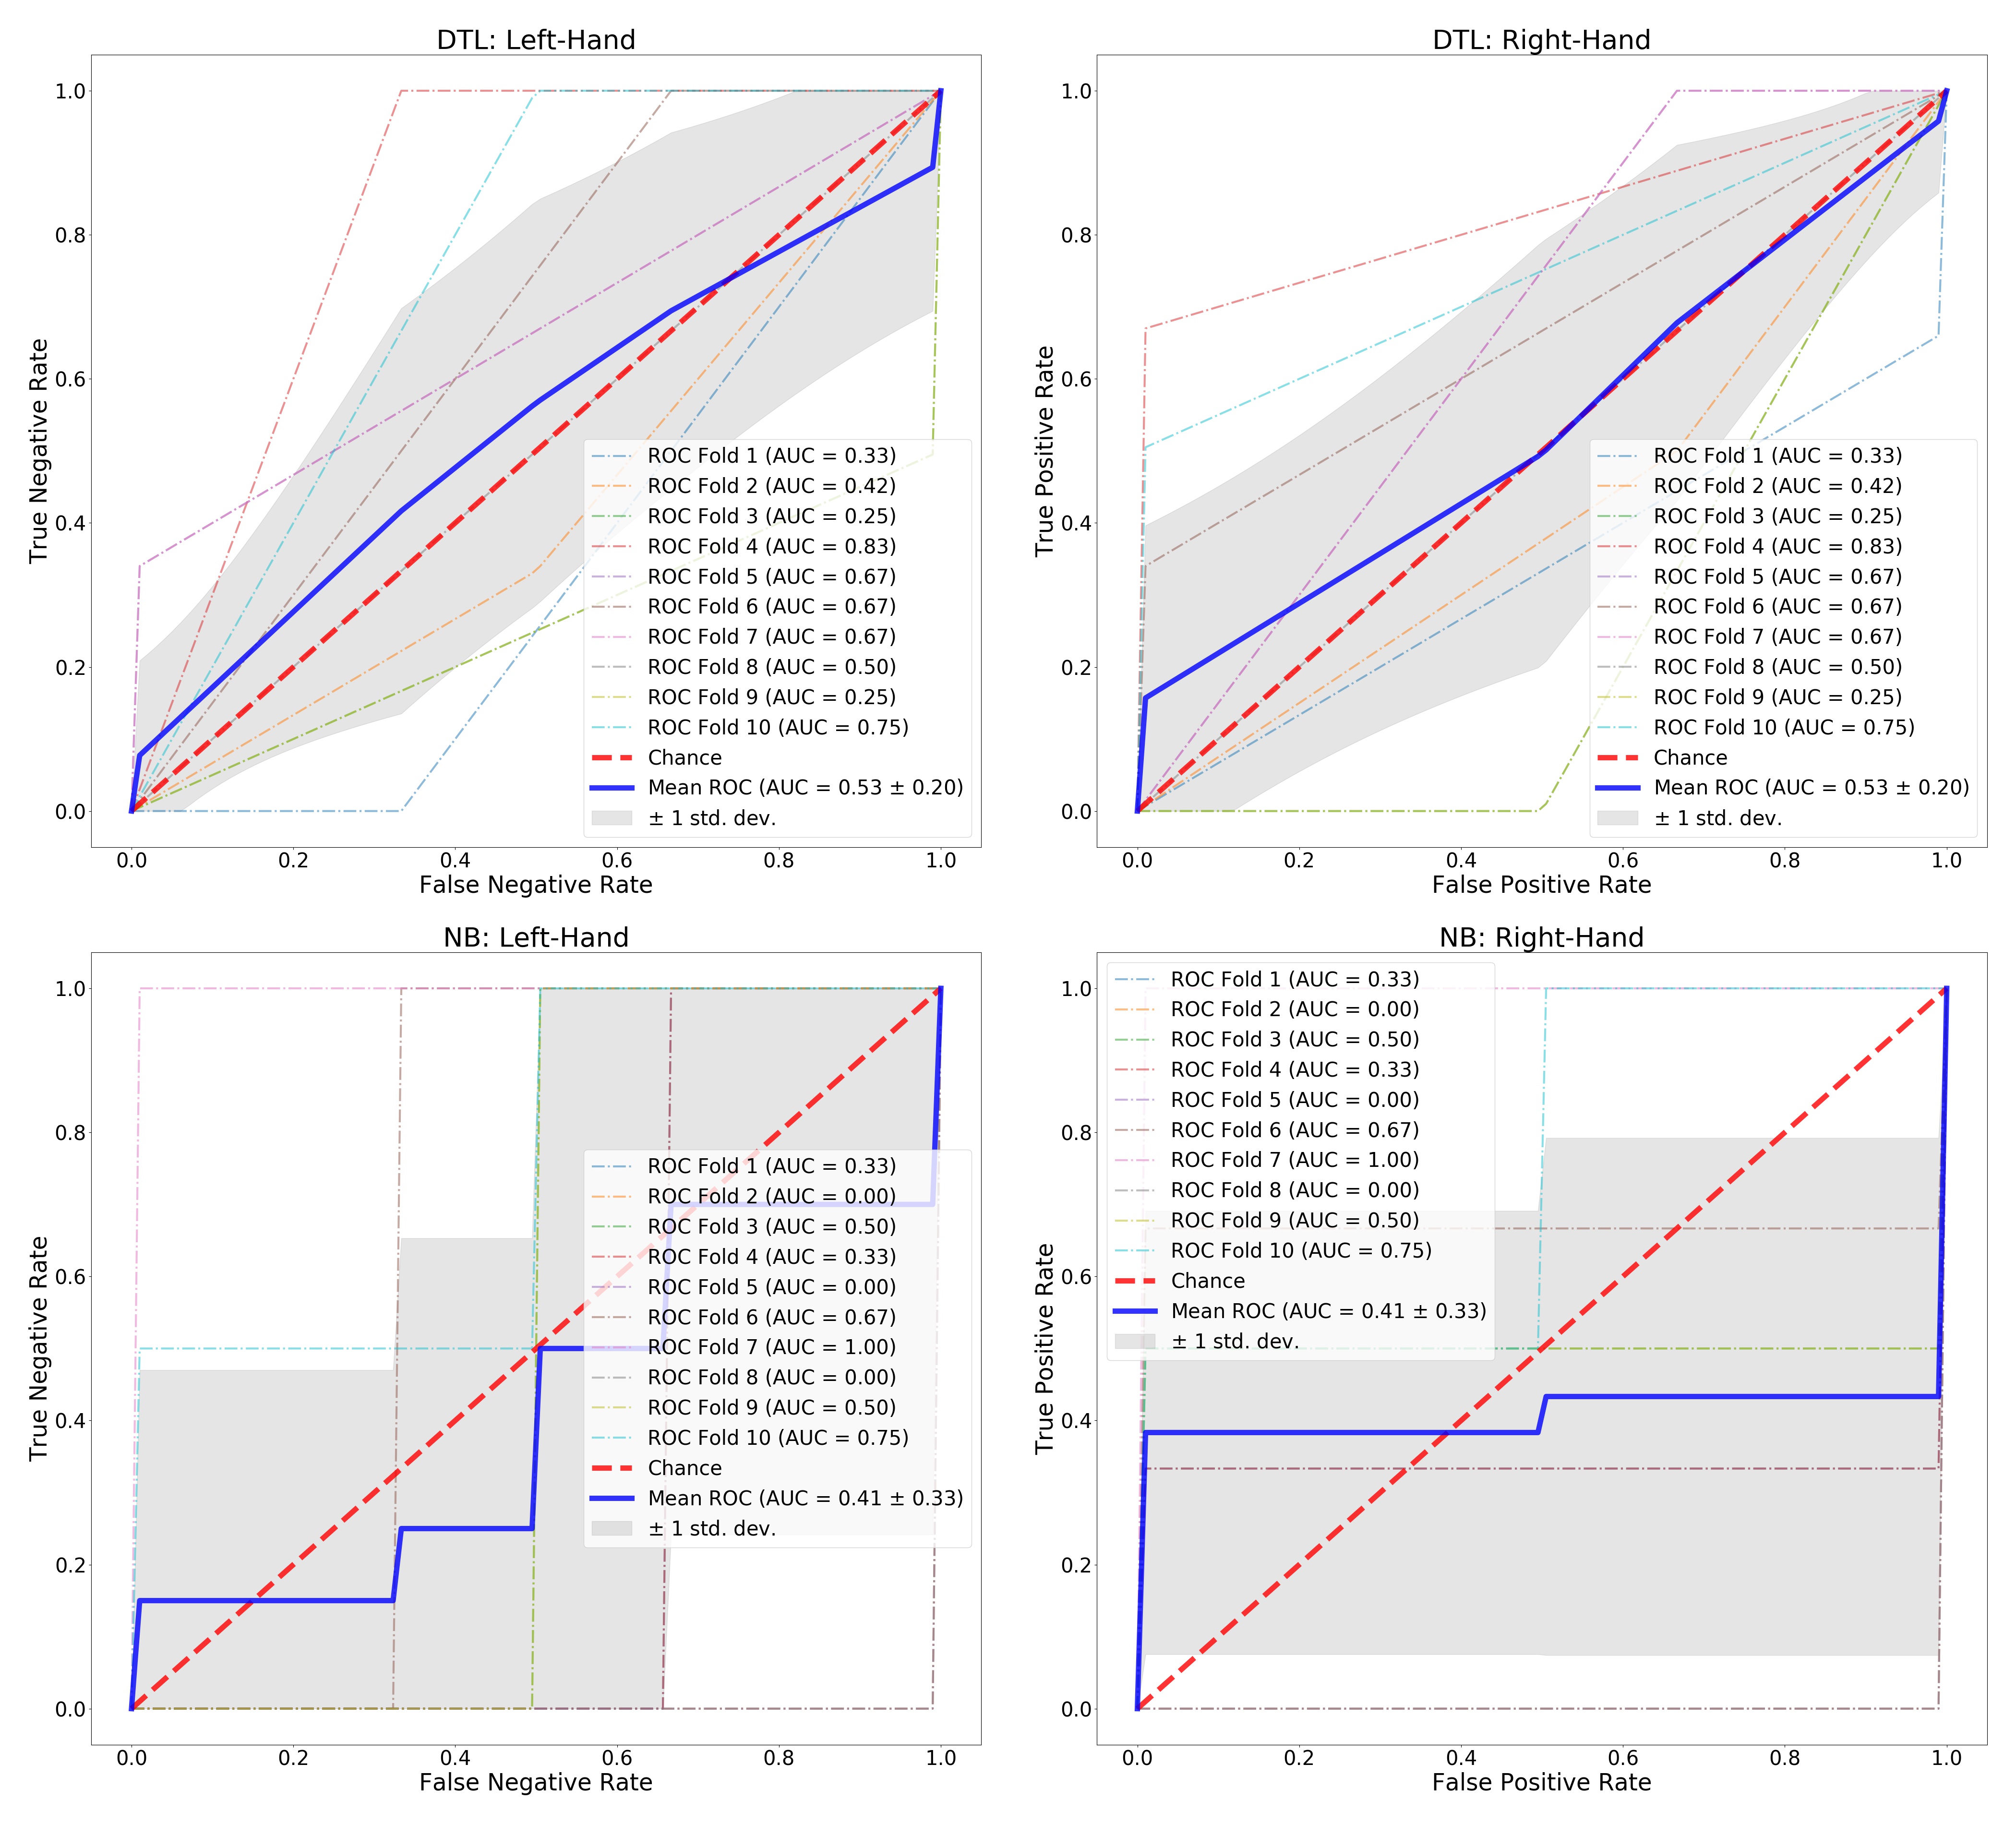 DTL: Left-Hand
True Negative Rate
1.0
0.8
0.6
0.4
0.2
0.0
ROC Fold 1 (AUC = 0.33)
ROC Fold 2 (AUC = 0.42)
ROC Fold 3 (AUC = 0.25)
ROC Fold 4 (AUC = 0.83)
ROC Fold 5 (AUC = 0.67)
ROC Fold 6 (AUC = 0.67)
ROC Fold 7 (AUC = 0.67)
ROC Fold 8 (AUC = 0.50)
ROC Fold 9 (AUC = 0.25)
ROC Fold 10 (AUC = 0.75)
Chance
Mean ROC (AUC = 0.53 ± 0.20)
± 1 std. dev.
0.0 0.2 0.4 0.6 0.8 1.0
False Negative Rate
DTL: Right-Hand
True Positive Rate
1.0
0.8
0.6
0.4
0.2
0.0
ROC Fold 1 (AUC = 0.33)
ROC Fold 2 (AUC = 0.42)
ROC Fold 3 (AUC = 0.25)
ROC Fold 4 (AUC = 0.83)
ROC Fold 5 (AUC = 0.67)
ROC Fold 6 (AUC = 0.67)
ROC Fold 7 (AUC = 0.67)
ROC Fold 8 (AUC = 0.50)
ROC Fold 9 (AUC = 0.25)
ROC Fold 10 (AUC = 0.75)
Chance
Mean ROC (AUC = 0.53 ± 0.20)
± 1 std. dev.
0.0 0.2 0.4 0.6 0.8 1.0
False Positive Rate
NB: Left-Hand
True Negative Rate
1.0
0.8
0.6
0.4
0.2
0.0
ROC Fold 1 (AUC = 0.33)
ROC Fold 2 (AUC = 0.00)
ROC Fold 3 (AUC = 0.50)
ROC Fold 4 (AUC = 0.33)
ROC Fold 5 (AUC = 0.00)
ROC Fold 6 (AUC = 0.67)
ROC Fold 7 (AUC = 1.00)
ROC Fold 8 (AUC = 0.00)
ROC Fold 9 (AUC = 0.50)
ROC Fold 10 (AUC = 0.75)
Chance
Mean ROC (AUC = 0.41 ± 0.33)
± 1 std. dev.
0.0 0.2 0.4 0.6 0.8 1.0
False Negative Rate
NB: Right-Hand
True Positive Rate
1.0
0.8
0.6
0.4
0.2
0.0
ROC Fold 1 (AUC = 0.33)
ROC Fold 2 (AUC = 0.00)
ROC Fold 3 (AUC = 0.50)
ROC Fold 4 (AUC = 0.33)
ROC Fold 5 (AUC = 0.00)
ROC Fold 6 (AUC = 0.67)
ROC Fold 7 (AUC = 1.00)
ROC Fold 8 (AUC = 0.00)
ROC Fold 9 (AUC = 0.50)
ROC Fold 10 (AUC = 0.75)
Chance
Mean ROC (AUC = 0.41 ± 0.33)
± 1 std. dev.
0.0 0.2 0.4 0.6 0.8 1.0
False Positive Rate